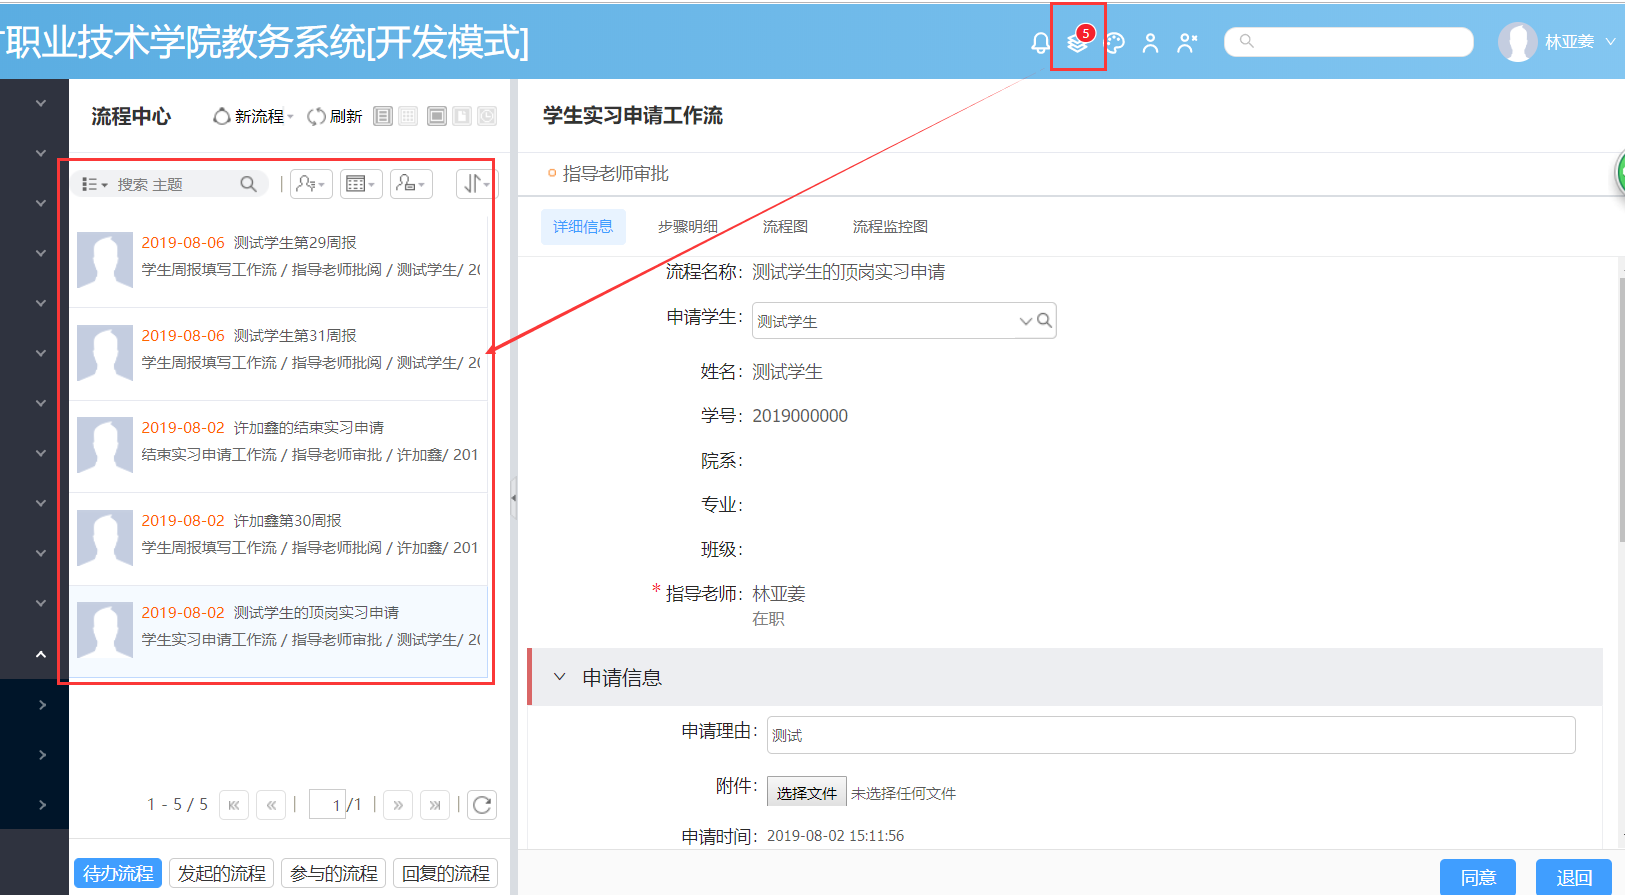 职业技术学院教务系统[开发模式]
5
林亚姜
流程中心
新流程
刷新
搜索 主题
2019-08-06 测试学生第29周报
学生周报填写工作流 / 指导老师批阅 / 测试学生/ 20
2019-08-06 测试学生第31周报
学生周报填写工作流 / 指导老师批阅 / 测试学生/ 20
2019-08-02 许加鑫的结束实习申请
结束实习申请工作流 / 指导老师审批 / 许加鑫/ 201
2019-08-02 许加鑫第30周报
学生周报填写工作流 / 指导老师批阅 / 许加鑫/ 201
2019-08-02 测试学生的顶岗实习申请
学生实习申请工作流 / 指导老师审批 / 测试学生/ 20
1 - 5 / 5
1 /1
待办流程 发起的流程 参与的流程 回复的流程
学生实习申请工作流
指导老师审批
详细信息 步骤明细 流程图 流程监控图
流程名称: 测试学生的顶岗实习申请
申请学生: 测试学生
姓名: 测试学生
学号: 2019000000
院系:
专业:
班级:
* 指导老师: 林亚姜
在职
申请信息
申请理由: 测试
附件: 选择文件 未选择任何文件
申请时间: 2019-08-02 15:11:56
同意 退回